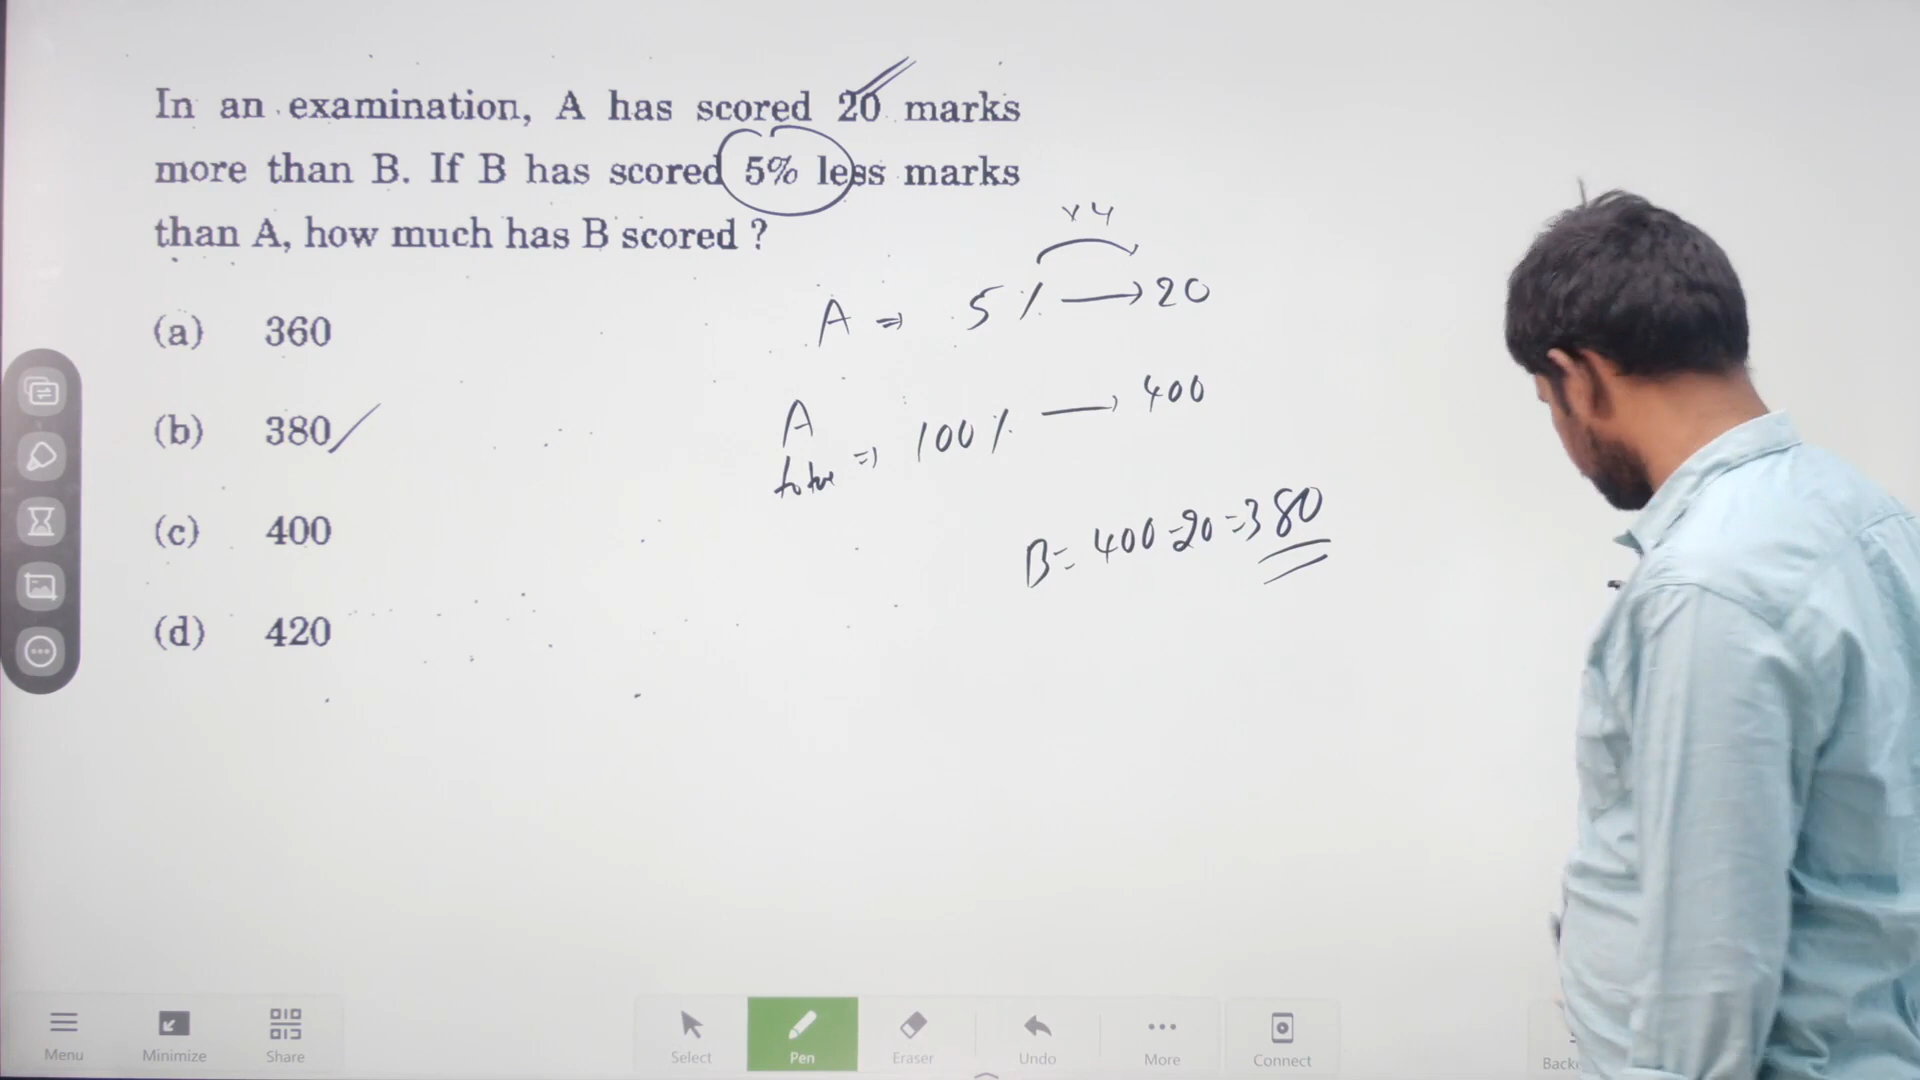 In an examination, A has scored 20 marks
more than B. If B has scored 5% less marks
than A, how much has B scored ?
(a) 360
(b) 380
(c) 400
(d) 420
x4
A ⇒ 5% → 20
A
⇒ 100% → 400
B = 400-20=380
Menu
Minimize
Share
Select
Pen
Eraser
Undo
More
Connect